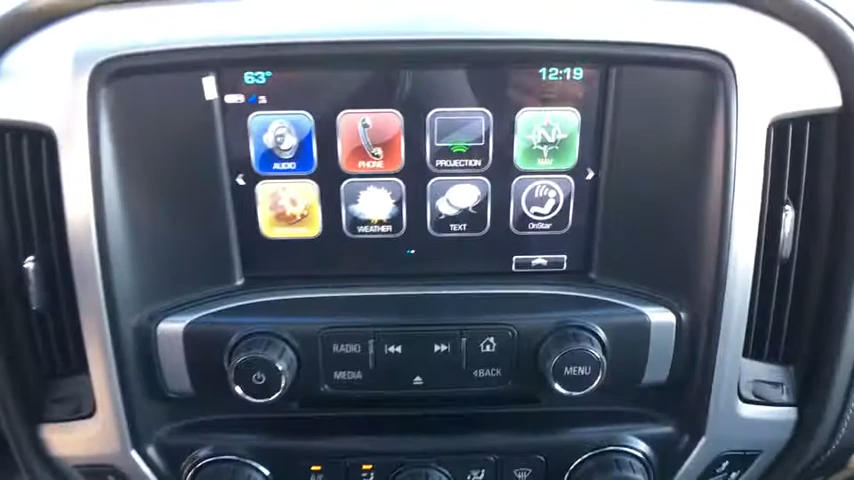 63° 12:19
AUDIO PHONE PROJECTION NAV
WEATHER TEXT OnStar
RADIO
MEDIA BACK
MENU